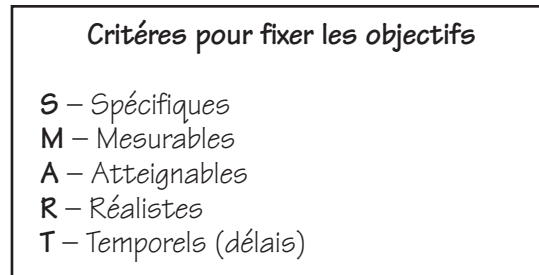 Critéres pour fixer les objectifs
S – Spécifiques
M – Mesurables
A – Atteignables
R – Réalistes
T – Temporels (délais)